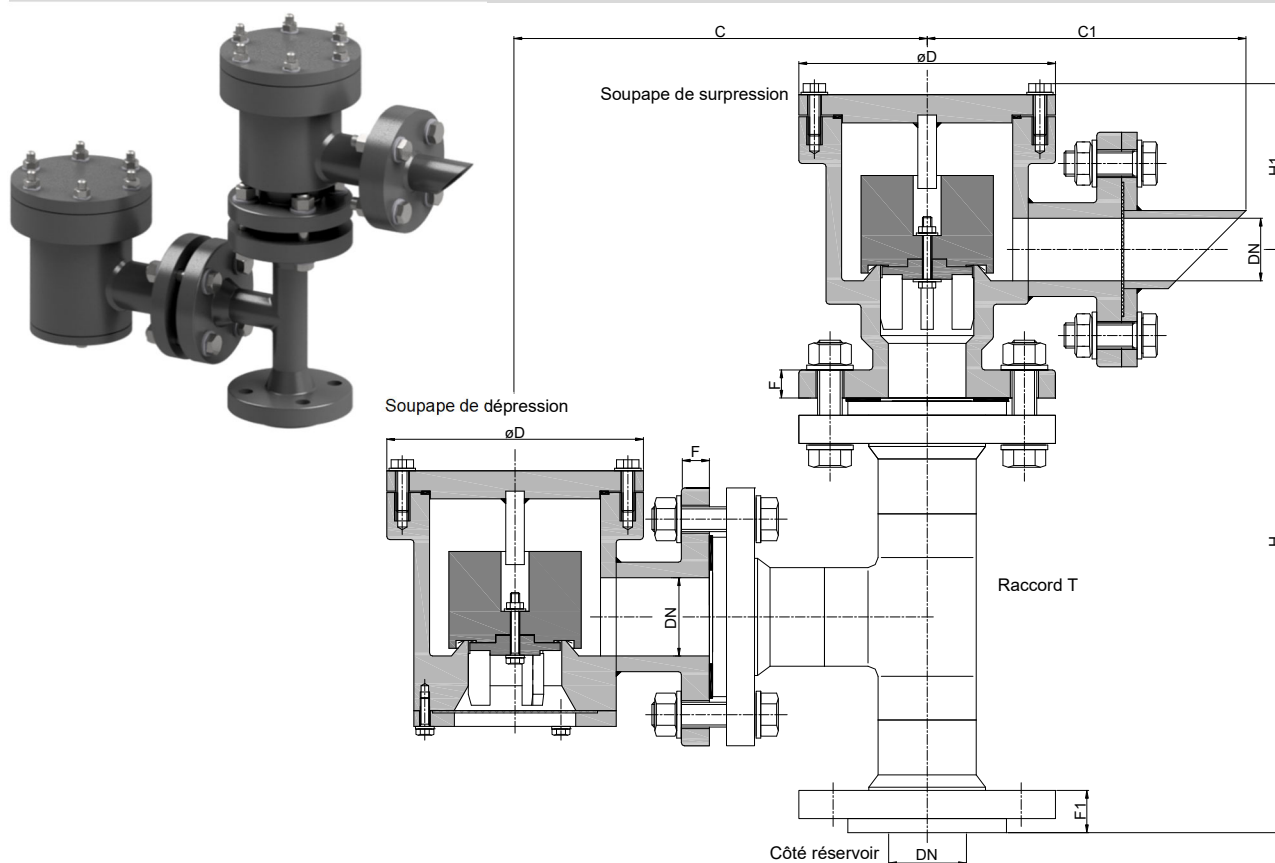 C
C1
øD
Soupape de surpression
H1
DN
F
Soupape de dépression
øD
F
DN
H
Raccord T
F1
Côté réservoir
DN